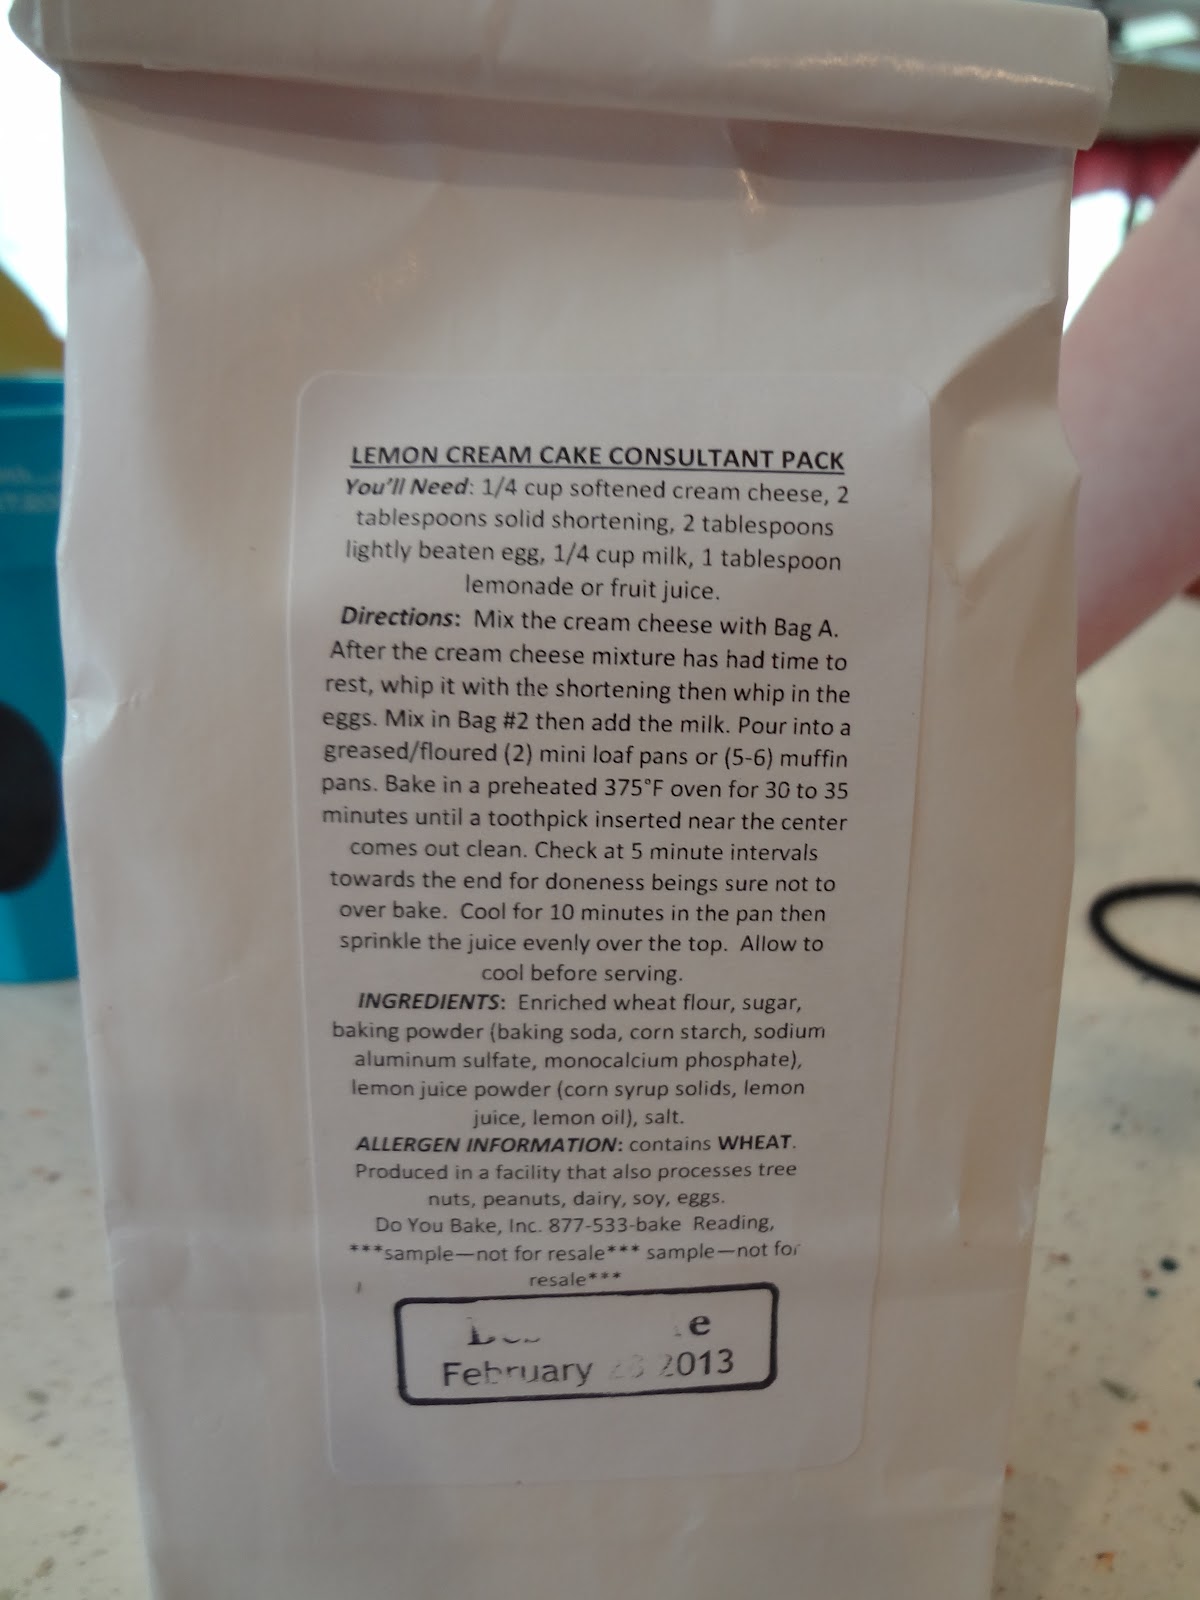 LEMON CREAM CAKE CONSULTANT PACK
You'll Need: 1/4 cup softened cream cheese, 2
tablespoons solid shortening, 2 tablespoons
lightly beaten egg, 1/4 cup milk, 1 tablespoon
lemonade or fruit juice.
Directions: Mix the cream cheese with Bag A.
After the cream cheese mixture has had time to
rest, whip it with the shortening then whip in the
eggs. Mix in Bag #2 then add the milk. Pour into a
greased/floured (2) mini loaf pans or (5-6) muffin
pans. Bake in a preheated 375°F oven for 30 to 35
minutes until a toothpick inserted near the center
comes out clean. Check at 5 minute intervals
towards the end for doneness beings sure not to
over bake. Cool for 10 minutes in the pan then
sprinkle the juice evenly over the top. Allow to
cool before serving.
INGREDIENTS: Enriched wheat flour, sugar,
baking powder (baking soda, corn starch, sodium
aluminum sulfate, monocalcium phosphate),
lemon juice powder (corn syrup solids, lemon
juice, lemon oil), salt.
ALLERGEN INFORMATION: contains WHEAT.
Produced in a facility that also processes tree
nuts, peanuts, dairy, soy, eggs.
Do You Bake, Inc. 877-533-bake Reading,
***sample—not for resale*** sample—not for
resale***
February 2013